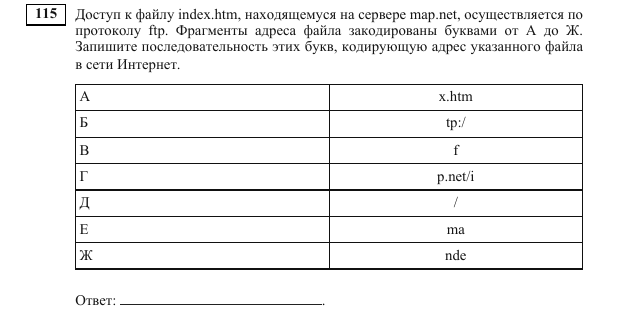 115
Доступ к файлу index.htm, находящемуся на сервере map.net, осуществляется по
протоколу ftp. Фрагменты адреса файла закодированы буквами от А до Ж.
Запишите последовательность этих букв, кодирующую адрес указанного файла
в сети Интернет.
А x.htm
Б tp:/
В f
Г p.net/i
Д /
Е ma
Ж nde
Ответ: ____________________.